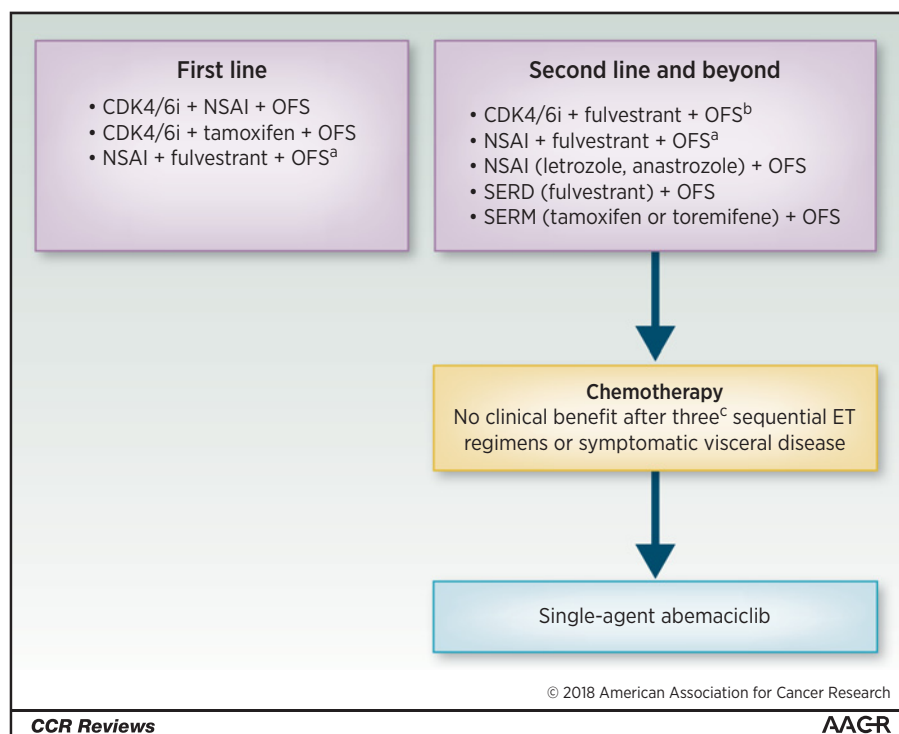 First line
• CDK4/6i + NSAI + OFS
• CDK4/6i + tamoxifen + OFS
• NSAI + fulvestrant + OFSᵃ
Second line and beyond
• CDK4/6i + fulvestrant + OFSᵇ
• NSAI + fulvestrant + OFSᵃ
• NSAI (letrozole, anastrozole) + OFS
• SERD (fulvestrant) + OFS
• SERM (tamoxifen or toremifene) + OFS
Chemotherapy
No clinical benefit after threeᶜ sequential ET
regimens or symptomatic visceral disease
Single-agent abemaciclib
© 2018 American Association for Cancer Research
CCR Reviews
AACR